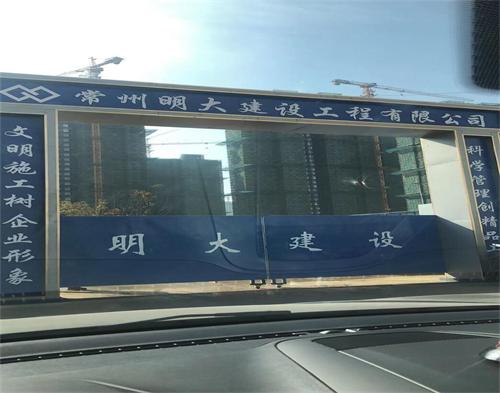 常州明大建设工程有限公司
文明施工树企业形象
明大建设
科学管理创精品